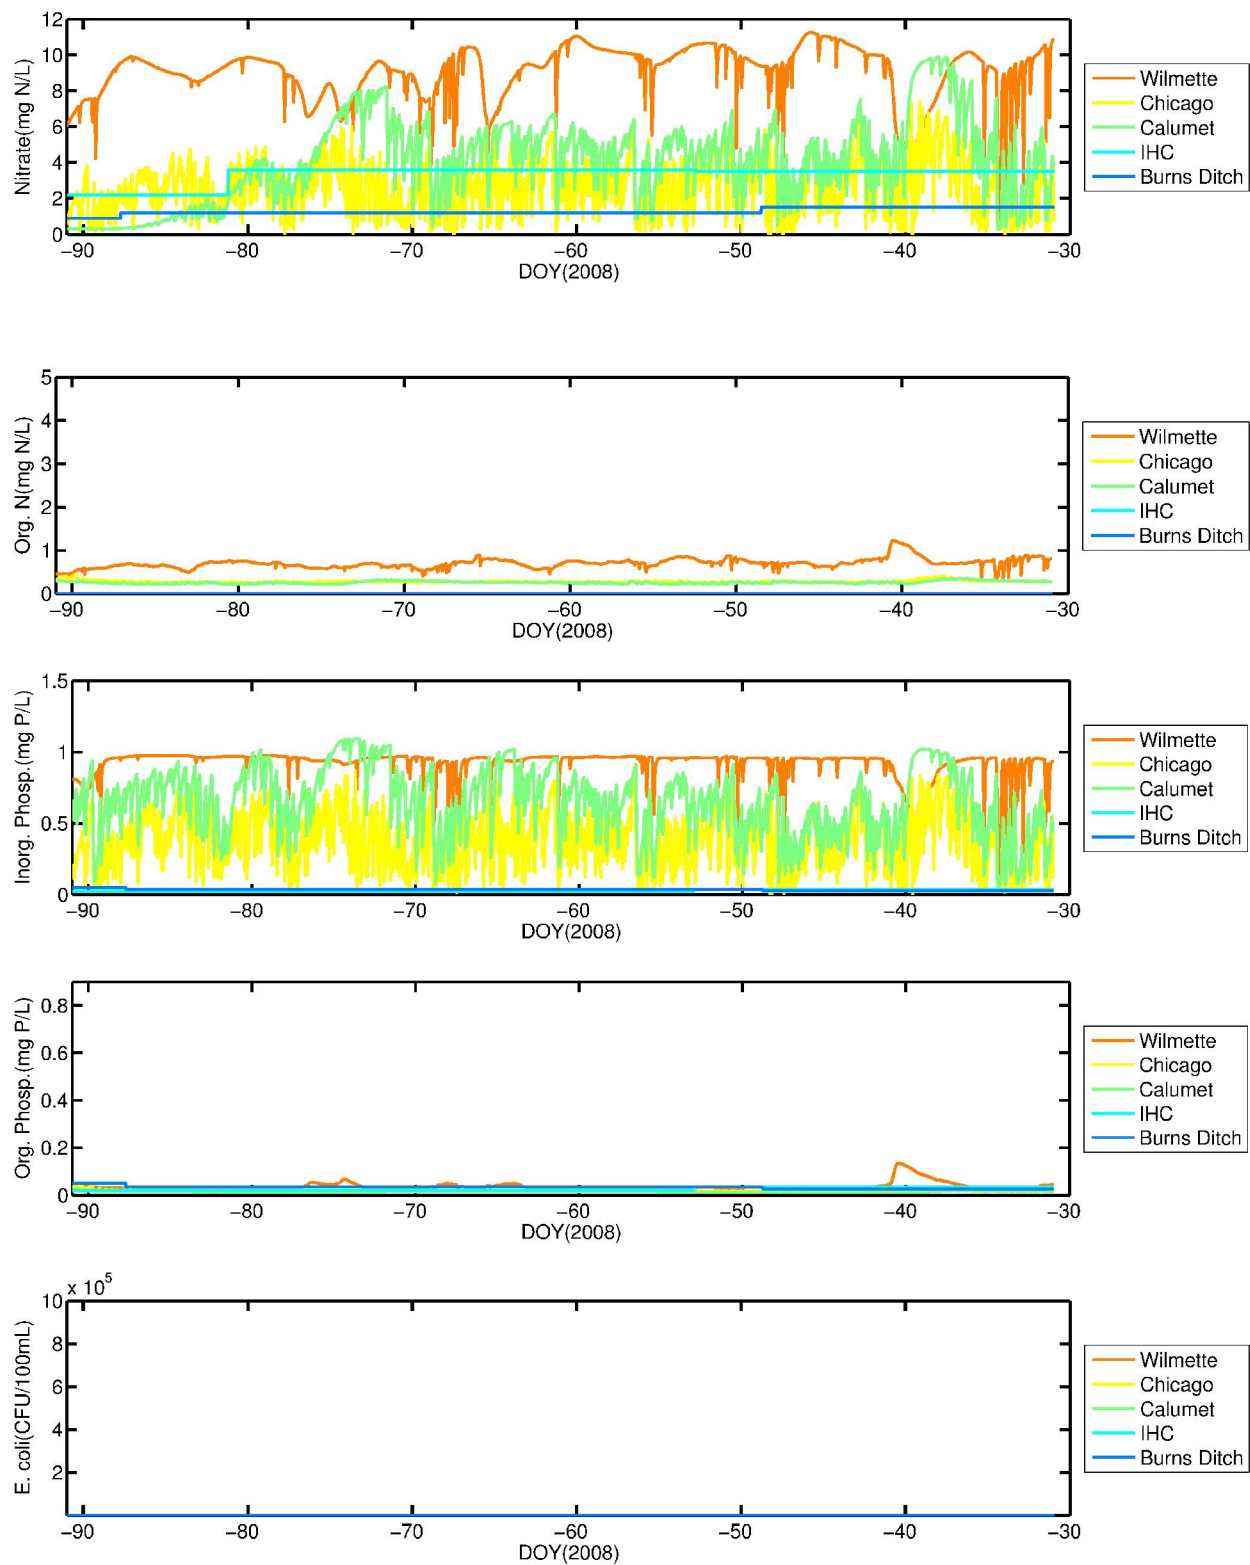 12
10
8
6
4
2
0
Nitrate(mg N/L)
−90 −80 −70 −60 −50 −40 −30
DOY(2008)
Wilmette
Chicago
Calumet
IHC
Burns Ditch
5
4
3
2
1
0
Org. N(mg N/L)
−90 −80 −70 −60 −50 −40 −30
DOY(2008)
Wilmette
Chicago
Calumet
IHC
Burns Ditch
1.5
1
0.5
0
Inorg. Phosp.(mg P/L)
−90 −80 −70 −60 −50 −40 −30
DOY(2008)
Wilmette
Chicago
Calumet
IHC
Burns Ditch
0.8
0.6
0.4
0.2
0
Org. Phosp.(mg P/L)
−90 −80 −70 −60 −50 −40 −30
DOY(2008)
Wilmette
Chicago
Calumet
IHC
Burns Ditch
x 10⁵
10
8
6
4
2
E. coli(CFU/100mL)
−90 −80 −70 −60 −50 −40 −30
DOY(2008)
Wilmette
Chicago
Calumet
IHC
Burns Ditch